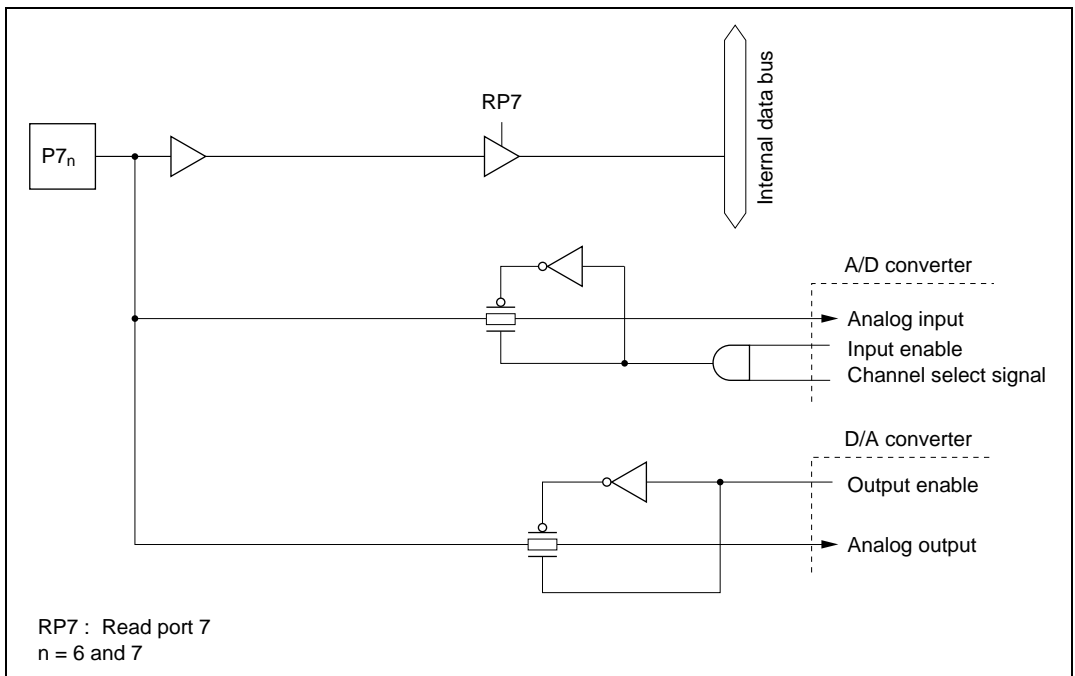 RP7
P7n
Internal data bus
A/D converter
Analog input
Input enable
Channel select signal
D/A converter
Output enable
Analog output
RP7 : Read port 7
n = 6 and 7